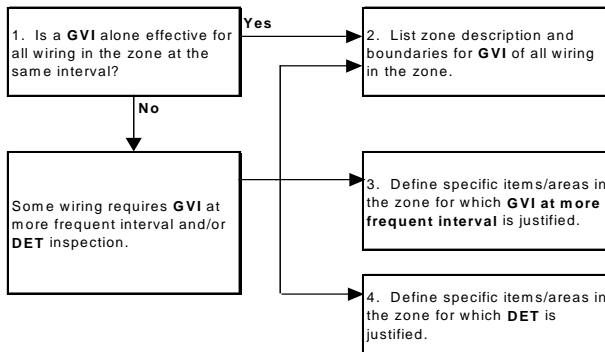 1. Is a GVI alone effective for
all wiring in the zone at the
same interval?
Yes
2. List zone description and
boundaries for GVI of all wiring
in the zone.
No
Some wiring requires GVI at
more frequent interval and/or
DET inspection.
3. Define specific items/areas in
the zone for which GVI at more
frequent interval is justified.
4. Define specific items/areas in
the zone for which DET is
justified.